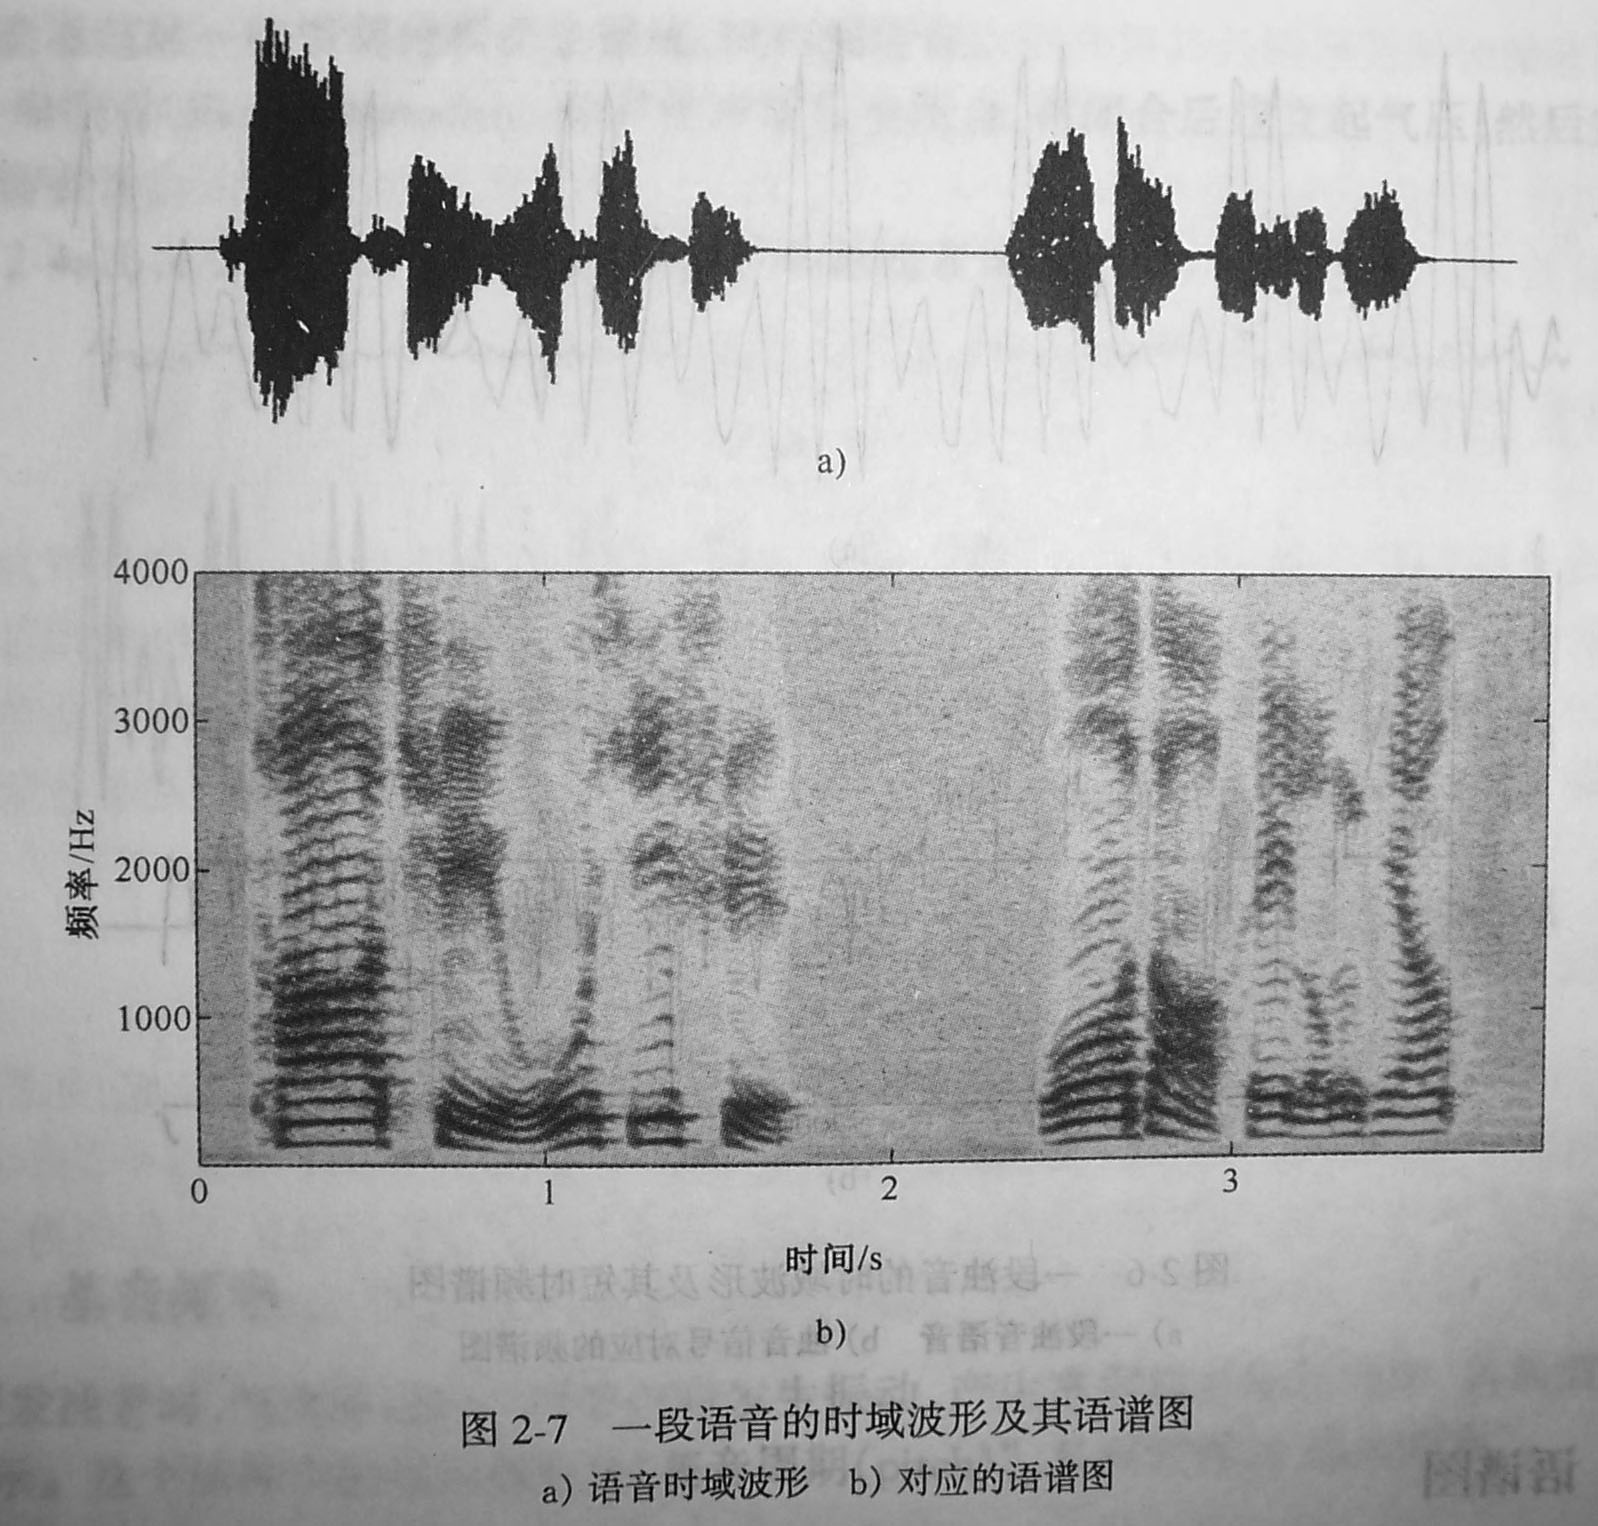 a)
4000
3000
2000
1000
频率/Hz
0 1 2 3
时间/s
b)
图 2-7 一段语音的时域波形及其语谱图
a) 语音时域波形 b) 对应的语谱图